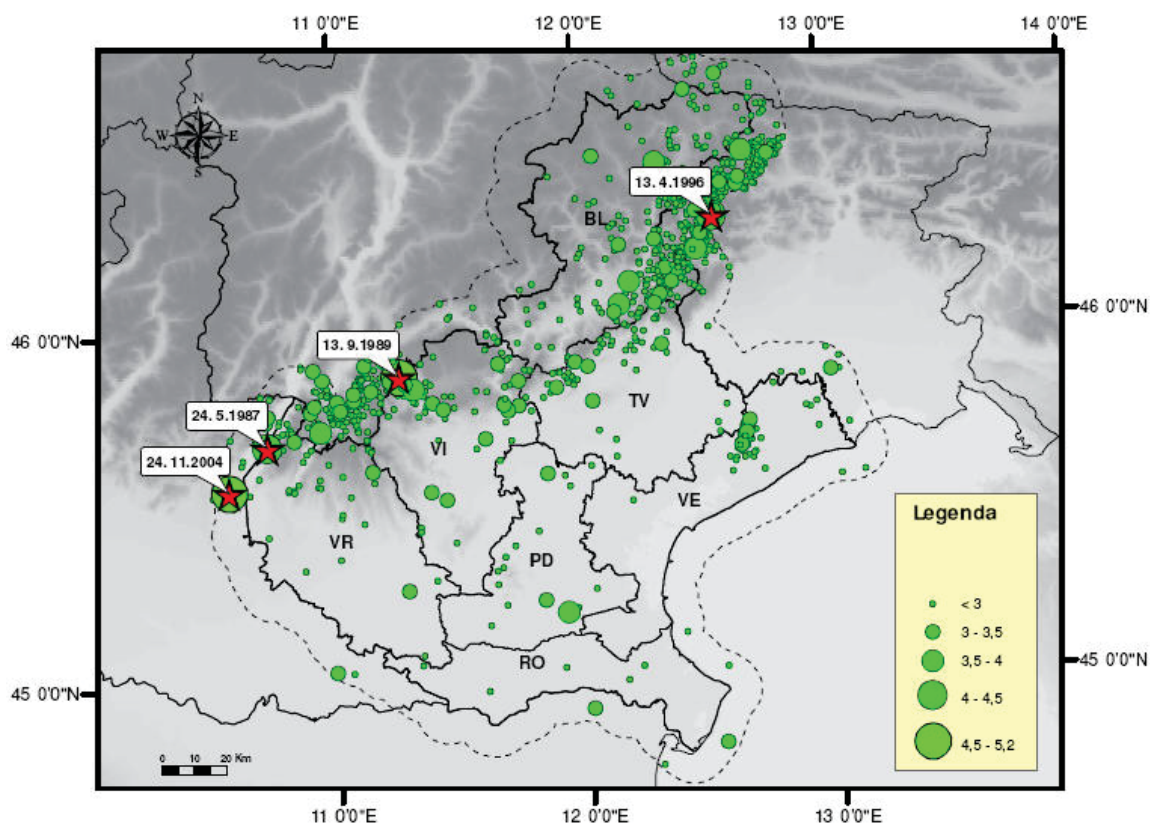 11 0'0"E
12 0'0"E
13 0'0"E
14 0'0"E
N
W
E
S
13. 4.1996
BL
46 0'0"N
46 0'0"N
13. 9.1989
24. 5.1987
24. 11.2004
TV
VI
VE
VR
PD
RO
Legenda
< 3
3 - 3,5
3,5 - 4
4 - 4,5
4,5 - 5,2
45 0'0"N
45 0'0"N
0 10 20 Km
11 0'0"E
12 0'0"E
13 0'0"E